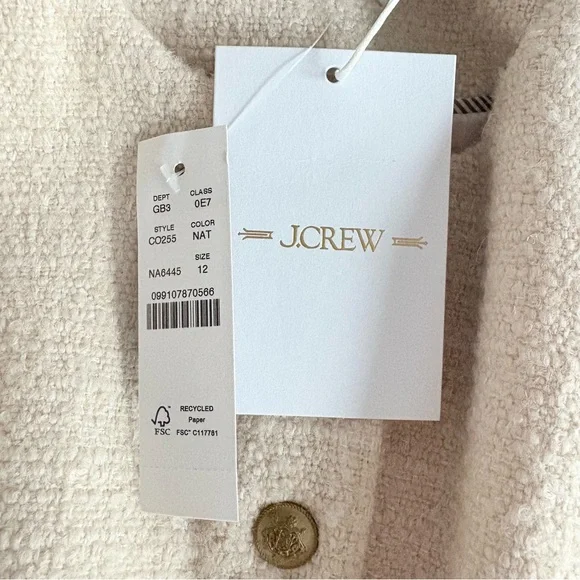 DEPT CLASS
GB3 0E7
STYLE COLOR
CO255 NAT
SIZE
NA6445 12
099107870566
FSC
RECYCLED
Paper
FSC® C117781
J.CREW